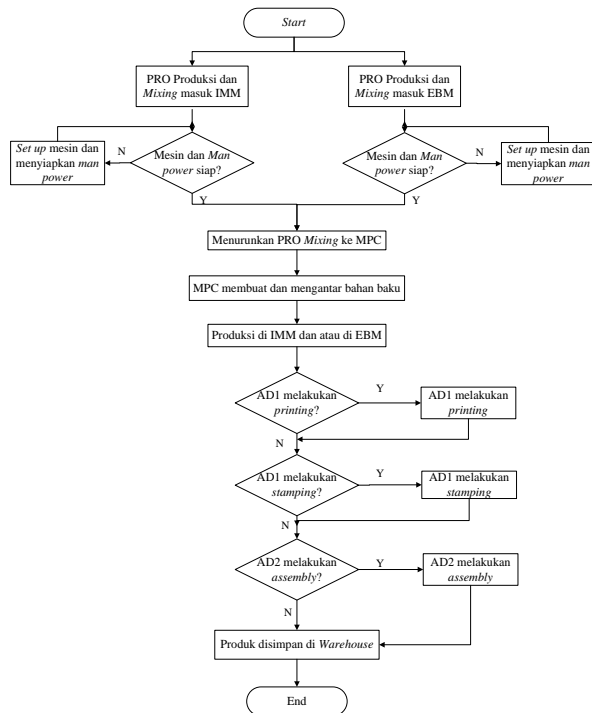 Start
PRO Produksi dan
Mixing masuk IMM
PRO Produksi dan
Mixing masuk EBM
Set up mesin dan
menyiapkan man
power
N
Mesin dan Man
power siap?
Mesin dan Man
power siap?
N
Set up mesin dan
menyiapkan man
power
Y
Y
Menurunkan PRO Mixing ke MPC
MPC membuat dan mengantar bahan baku
Produksi di IMM dan atau di EBM
AD1 melakukan
printing?
Y
AD1 melakukan
printing
N
AD1 melakukan
stamping?
Y
AD1 melakukan
stamping
N
AD2 melakukan
assembly?
Y
AD2 melakukan
assembly
N
Produk disimpan di Warehouse
End